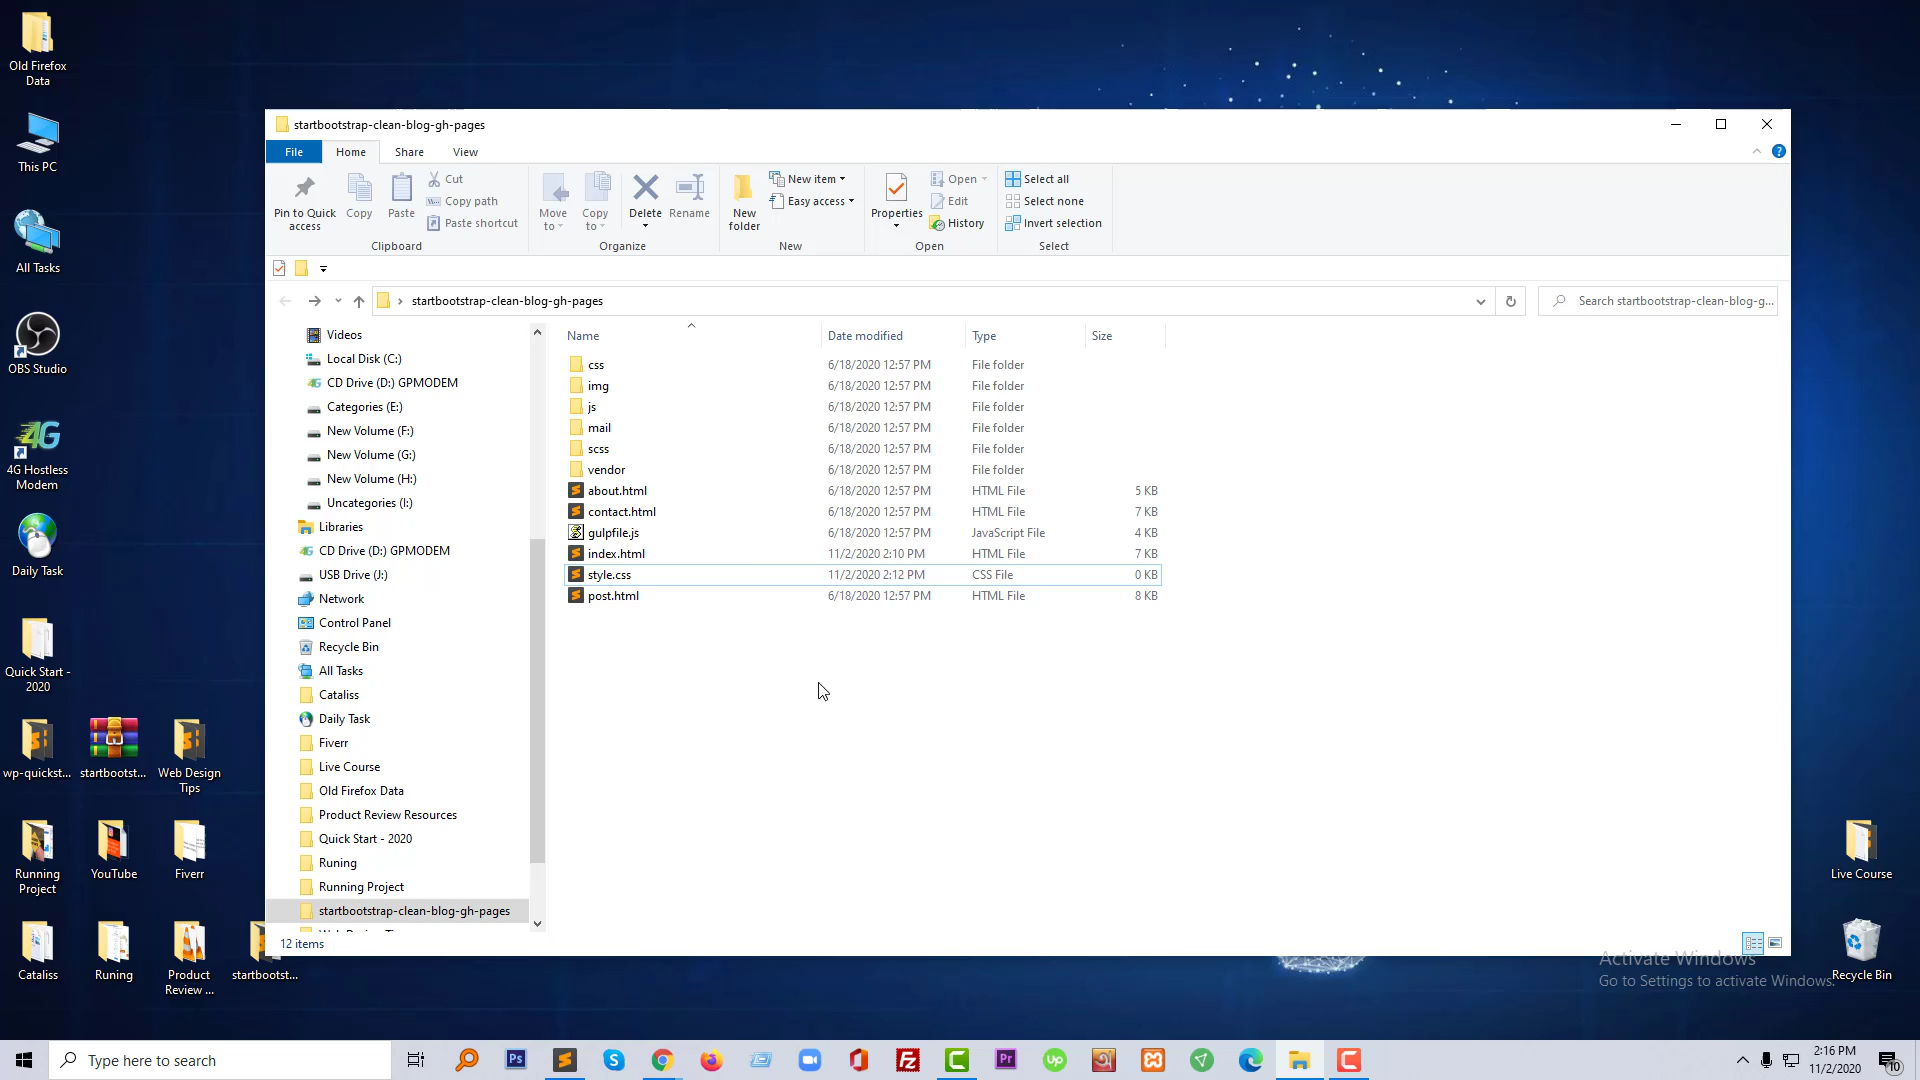 Old Firefox
Data
This PC
All Tasks
OBS Studio
4G
4G Hostless
Modem
Daily Task
Quick Start -
2020
wp-quickst...
startbootst...
Web Design
Tips
Running
Project
YouTube
Fiverr
Cataliss
Runing
Product
Review ...
startbootst...
Live Course
Recycle Bin
startbootstrap-clean-blog-gh-pages
File
Home
Share
View
Pin to Quick
access
Copy
Paste
Cut
Copy path
Paste shortcut
Clipboard
Move
to
Copy
to
Delete
Rename
Organize
New
folder
New item
Easy access
New
Properties
Open
Edit
History
Open
Select all
Select none
Invert selection
Select
startbootstrap-clean-blog-gh-pages
Search startbootstrap-clean-blog-g...
Videos
Local Disk (C:)
CD Drive (D:) GPMODEM
Categories (E:)
New Volume (F:)
New Volume (G:)
New Volume (H:)
Uncategories (I:)
Libraries
CD Drive (D:) GPMODEM
USB Drive (J:)
Network
Control Panel
Recycle Bin
All Tasks
Cataliss
Daily Task
Fiverr
Live Course
Old Firefox Data
Product Review Resources
Quick Start - 2020
Runing
Running Project
startbootstrap-clean-blog-gh-pages
Name Date modified Type Size
css 6/18/2020 12:57 PM File folder
img 6/18/2020 12:57 PM File folder
js 6/18/2020 12:57 PM File folder
mail 6/18/2020 12:57 PM File folder
scss 6/18/2020 12:57 PM File folder
vendor 6/18/2020 12:57 PM File folder
about.html 6/18/2020 12:57 PM HTML File 5 KB
contact.html 6/18/2020 12:57 PM HTML File 7 KB
gulpfile.js 6/18/2020 12:57 PM JavaScript File 4 KB
index.html 11/2/2020 2:10 PM HTML File 7 KB
style.css 11/2/2020 2:12 PM CSS File 0 KB
post.html 6/18/2020 12:57 PM HTML File 8 KB
12 items
Activate Windows
Go to Settings to activate Windows.
Type here to search
Ps
S
Fz
Pr
Up
2:16 PM
11/2/2020
10